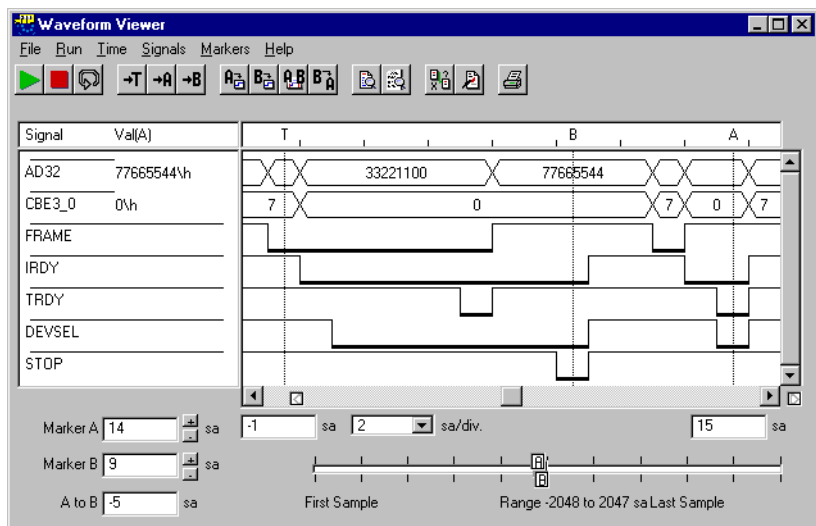 Waveform Viewer
File Run Time Signals Markers Help
→T →A →B A B A B B A
Signal Val(A) T B A
AD32 77665544\h 33221100 77665544
CBE3_0 0\h 7 0 7 0 7
FRAME
IRDY
TRDY
DEVSEL
STOP
Marker A 14 + - sa -1 sa 2 sa/div. 15 sa
Marker B 9 + - sa A
B
A to B -5 sa First Sample Range -2048 to 2047 sa Last Sample